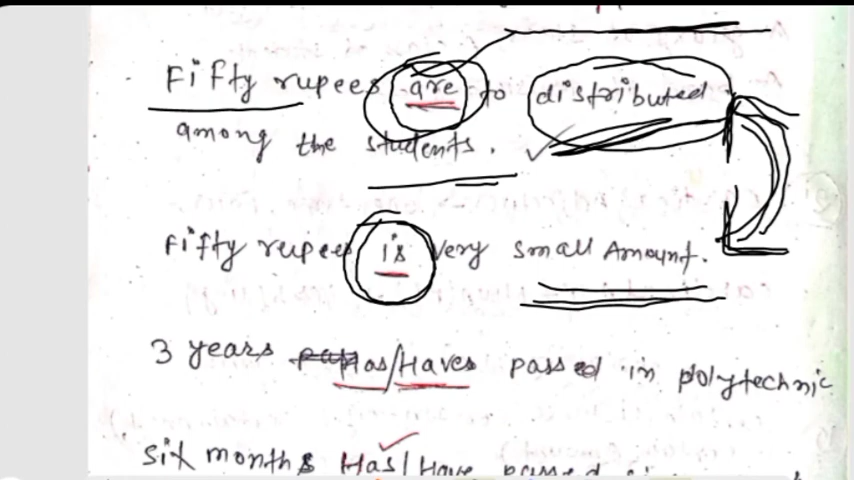 Fifty rupees are to distributed
among the students.
Fifty rupees is very small Amount.
3 years Has/Haves passed in polytechnic
six months Has/Have passed